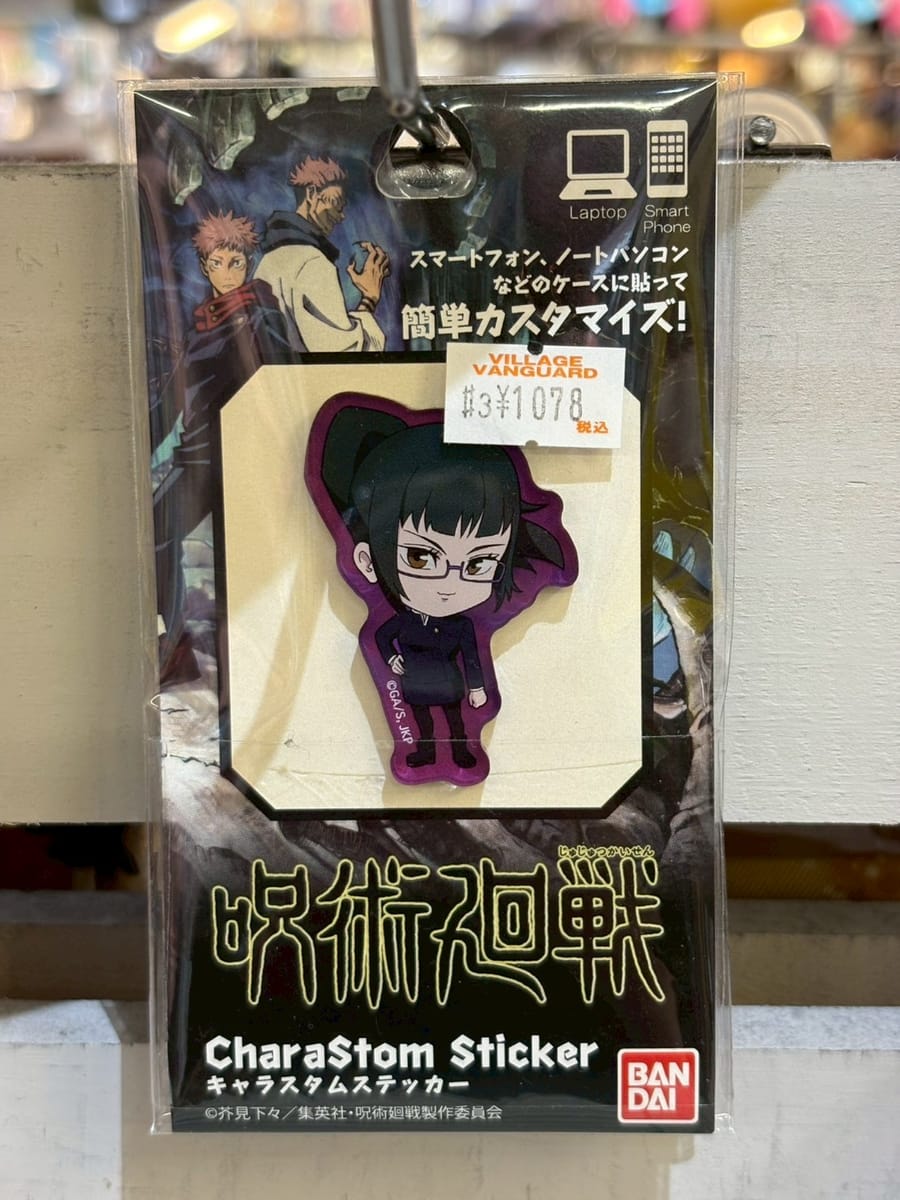 Laptop
Smart
Phone
スマートフォン、ノートパソコン
などのケースに貼って
簡単カスタマイズ!
VILLAGE
VANGUARD
#3¥1078
税込
©GA/S, JKP
じゅじゅつかいせん
呪術廻戦
CharaStom Sticker
キャラスタムステッカー
©芥見下々/集英社・呪術廻戦製作委員会
BAN
DAI